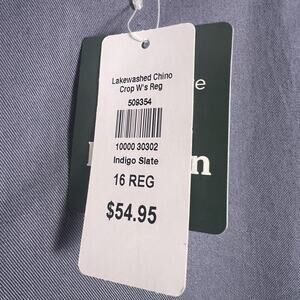 Lakewashed Chino
Crop W's Reg
509354
10000 30302
Indigo Slate
16 REG
$54.95